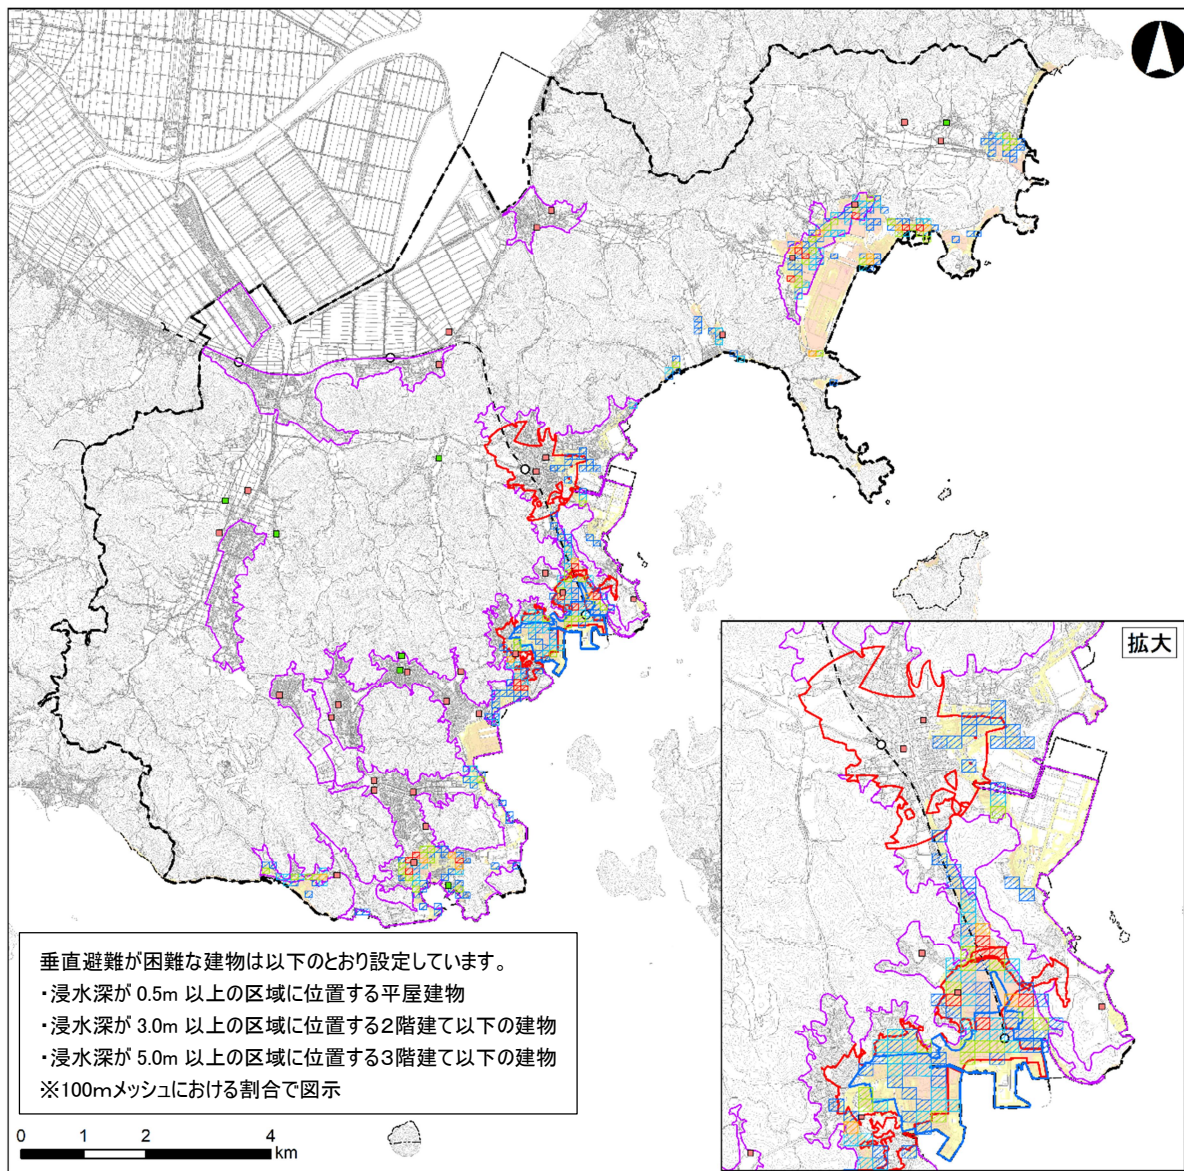 拡大
垂直避難が困難な建物は以下のとおり設定しています。
・浸水深が 0.5m 以上の区域に位置する平屋建物
・浸水深が 3.0m 以上の区域に位置する２階建て以下の建物
・浸水深が 5.0m 以上の区域に位置する３階建て以下の建物
※100mメッシュにおける割合で図示
0 1 2 4
km